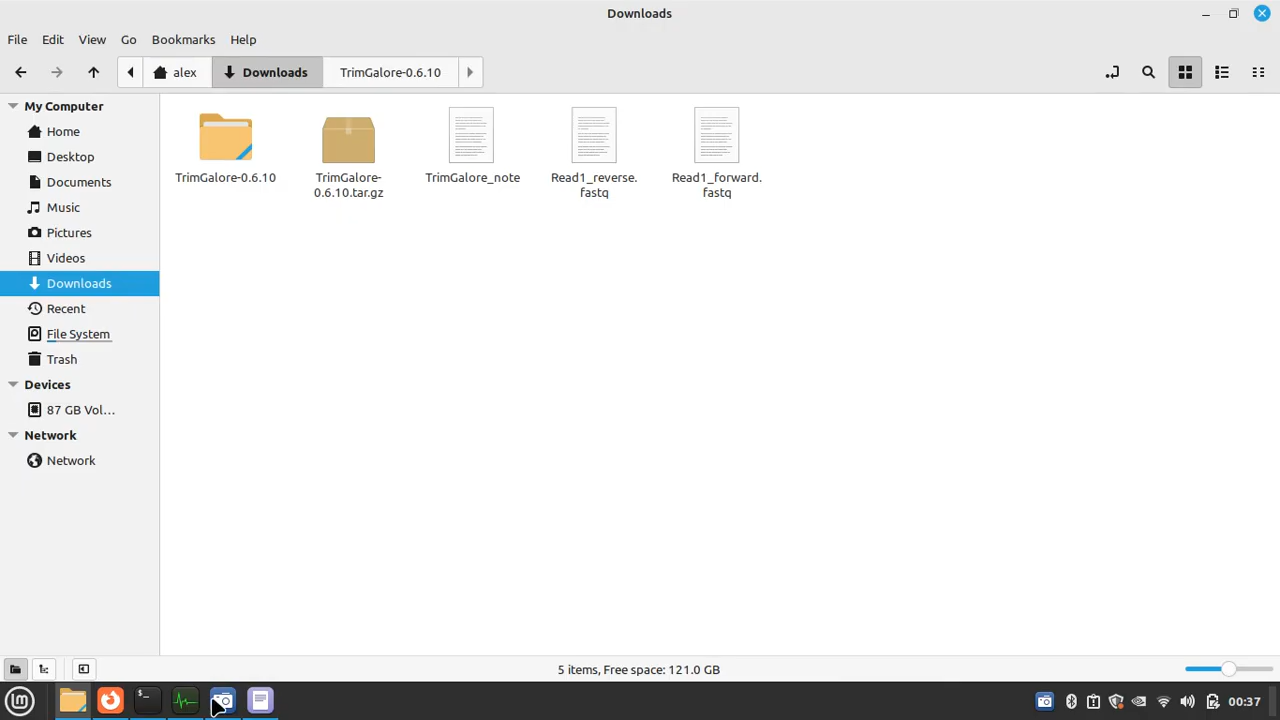 Downloads
File Edit View Go Bookmarks Help
alex Downloads TrimGalore-0.6.10
My Computer
Home
Desktop
Documents
Music
Pictures
Videos
Downloads
Recent
File System
Trash
Devices
87 GB Vol...
Network
Network
TrimGalore-0.6.10
TrimGalore-
0.6.10.tar.gz
TrimGalore_note
Read1_reverse.
fastq
Read1_forward.
fastq
5 items, Free space: 121.0 GB
$_
00:37